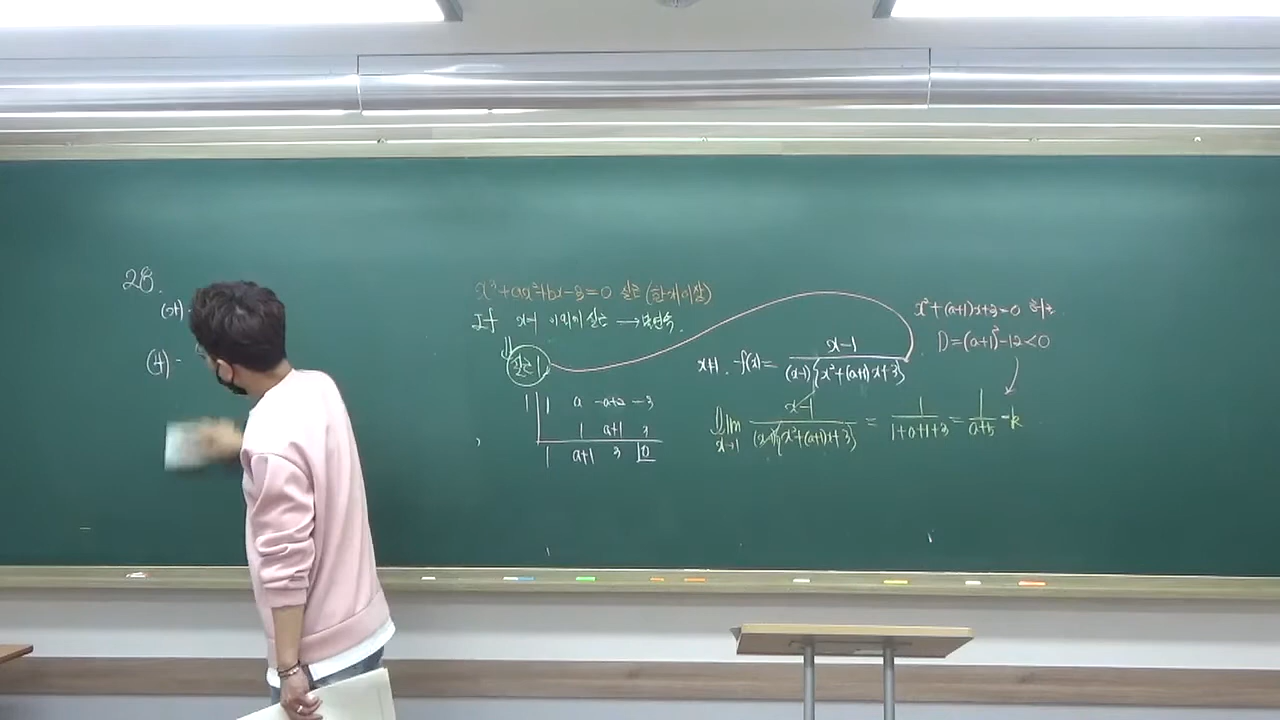 28.
(가)
(나) -
x³+ax²+bx-3=0 실근 (한개이상)
If x=1 이외의 실근 → 불연속.
실근 1
1 | 1 a -a+2 -3
1 a+1 3
1 a+1 3 0
x≠1. f(x)= x-1 / (x-1)(x²+(a+1)x+3)
x²+(a+1)x+3=0 허근
D=(a+1)²-12<0
lim x→1 x-1 / (x-1)(x²+(a+1)x+3) = 1 / 1+a+1+3 = 1 / a+5 = k